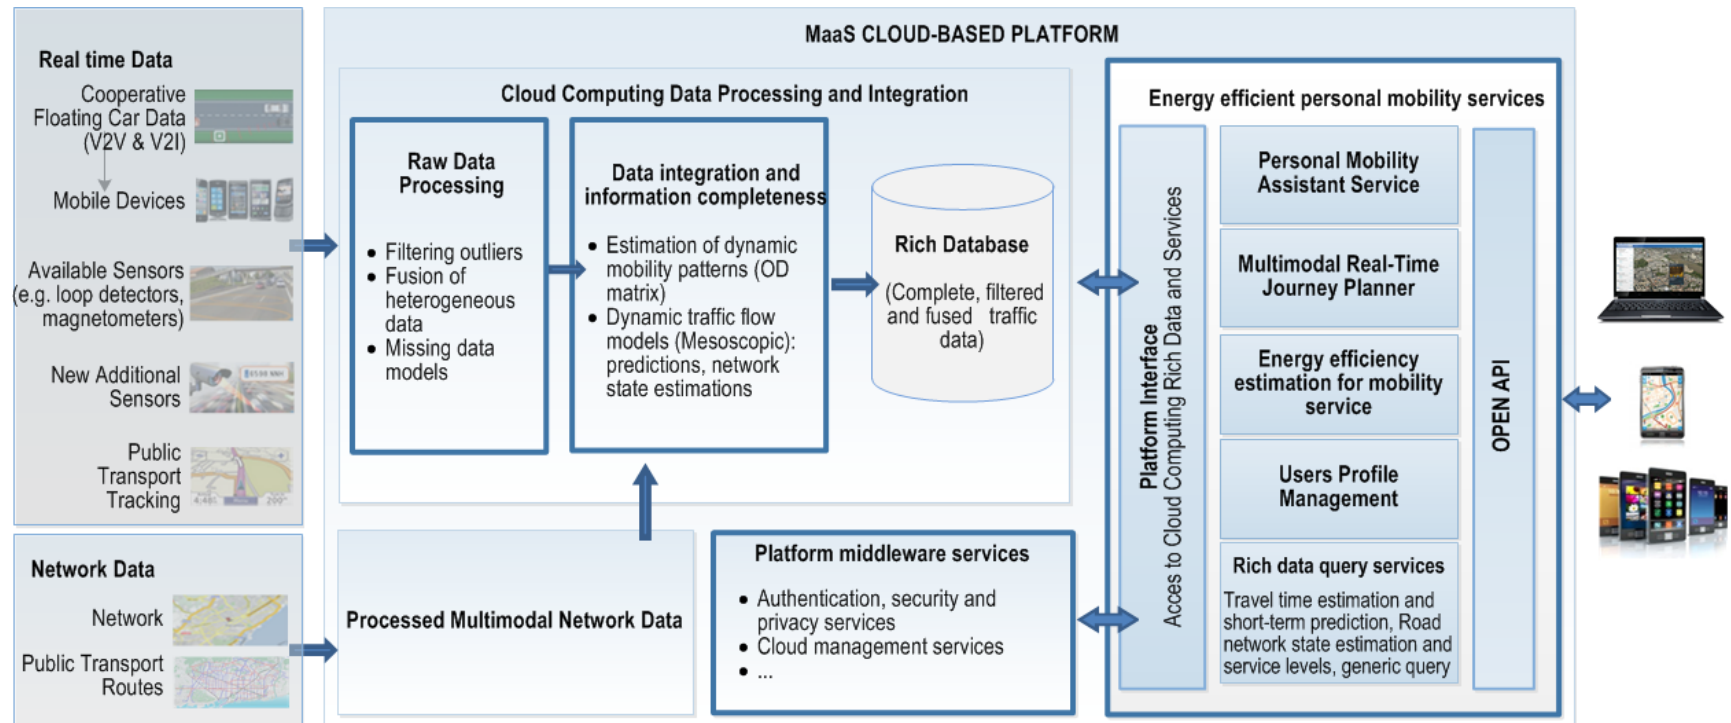 MaaS CLOUD-BASED PLATFORM
Real time Data
Cooperative
Floating Car Data
(V2V & V2I)
Mobile Devices
Available Sensors
(e.g. loop detectors,
magnetometers)
New Additional
Sensors
6598 NNH
Public
Transport
Tracking
Network Data
Network
Public Transport
Routes
Cloud Computing Data Processing and Integration
Raw Data
Processing
• Filtering outliers
• Fusion of
heterogeneous
data
• Missing data
models
Data integration and
information completeness
• Estimation of dynamic
mobility patterns (OD
matrix)
• Dynamic traffic flow
models (Mesoscopic):
predictions, network
state estimations
Rich Database
(Complete, filtered
and fused traffic
data)
Processed Multimodal Network Data
Platform middleware services
• Authentication, security and
privacy services
• Cloud management services
• ...
Energy efficient personal mobility services
Platform Interface
Acces to Cloud Computing Rich Data and Services
Personal Mobility
Assistant Service
Multimodal Real-Time
Journey Planner
Energy efficiency
estimation for mobility
service
Users Profile
Management
Rich data query services
Travel time estimation and
short-term prediction, Road
network state estimation and
service levels, generic query
OPEN API